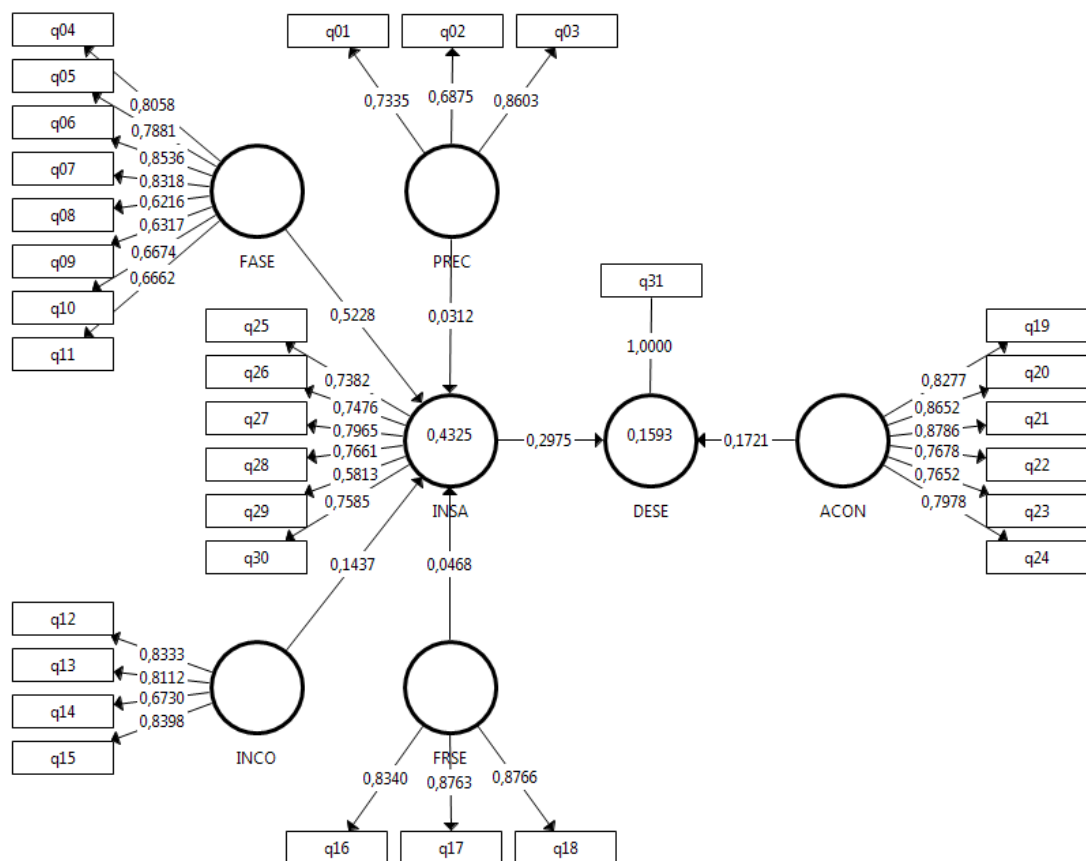 q04
q05
q06
q07
q08
q09
q10
q11
0,8058
0,7881
0,8536
0,8318
0,6216
0,6317
0,6674
0,6662
FASE
q01
q02
q03
0,7335
0,6875
0,8603
PREC
0,5228
0,0312
q31
1,0000
q25
q26
q27
q28
q29
q30
0,7382
0,7476
0,7965
0,7661
0,5813
0,7585
0,4325
INSA
0,2975
0,1593
DESE
0,1721
ACON
0,8277
0,8652
0,8786
0,7678
0,7652
0,7978
q19
q20
q21
q22
q23
q24
0,1437
0,0468
q12
q13
q14
q15
0,8333
0,8112
0,6730
0,8398
INCO
FRSE
0,8340
0,8763
0,8766
q16
q17
q18